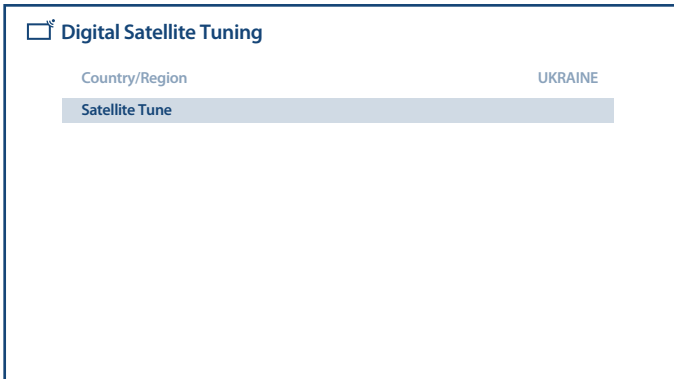 Digital Satellite Tuning
Country/Region UKRAINE
Satellite Tune